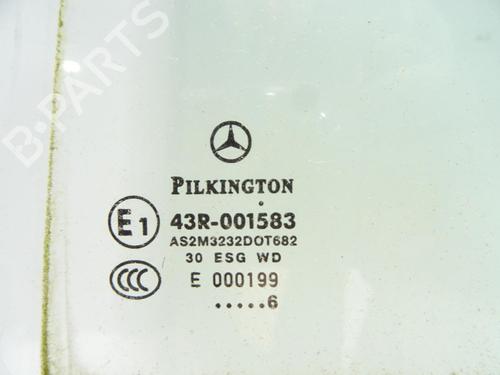 B-PARTS
PILKINGTON
E1 43R-001583
AS2M3232DOT682
30 ESG WD
CCC E 000199
.....6